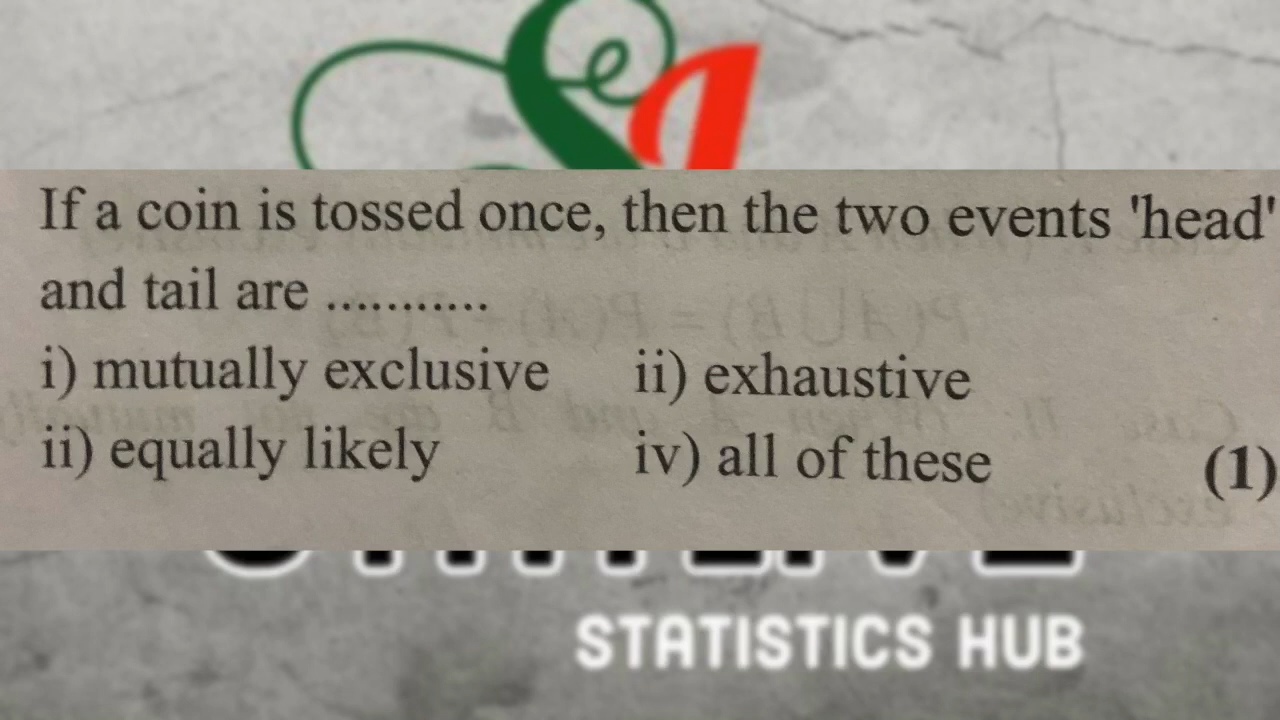 If a coin is tossed once, then the two events 'head'
and tail are ...........
i) mutually exclusive ii) exhaustive
ii) equally likely iv) all of these (1)
STATISTICS HUB